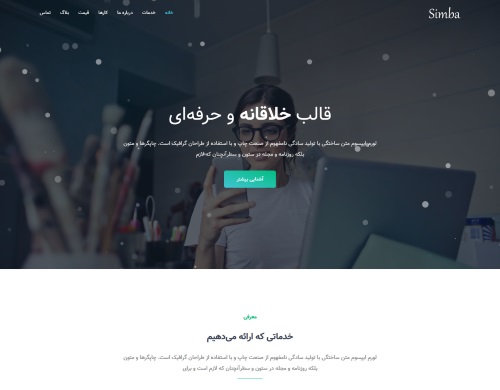 Simba
خانه خدمات درباره ما کارها قیمت بلاگ تماس
قالب خلاقانه و حرفه‌ای
لورم ایپسوم متن ساختگی با تولید سادگی نامفهوم از صنعت چاپ و با استفاده از طراحان گرافیک است. چاپگرها و متون
بلکه روزنامه و مجله در ستون و سطرآنچنان که‌لازم
آشنایی بیشتر
معرفی
خدماتی که ارائه می‌دهیم
لورم ایپسوم متن ساختگی با تولید سادگی نامفهوم از صنعت چاپ و با استفاده از طراحان گرافیک است. چاپگرها و متون
بلکه روزنامه و مجله در ستون و سطرآنچنان که لازم است و برای